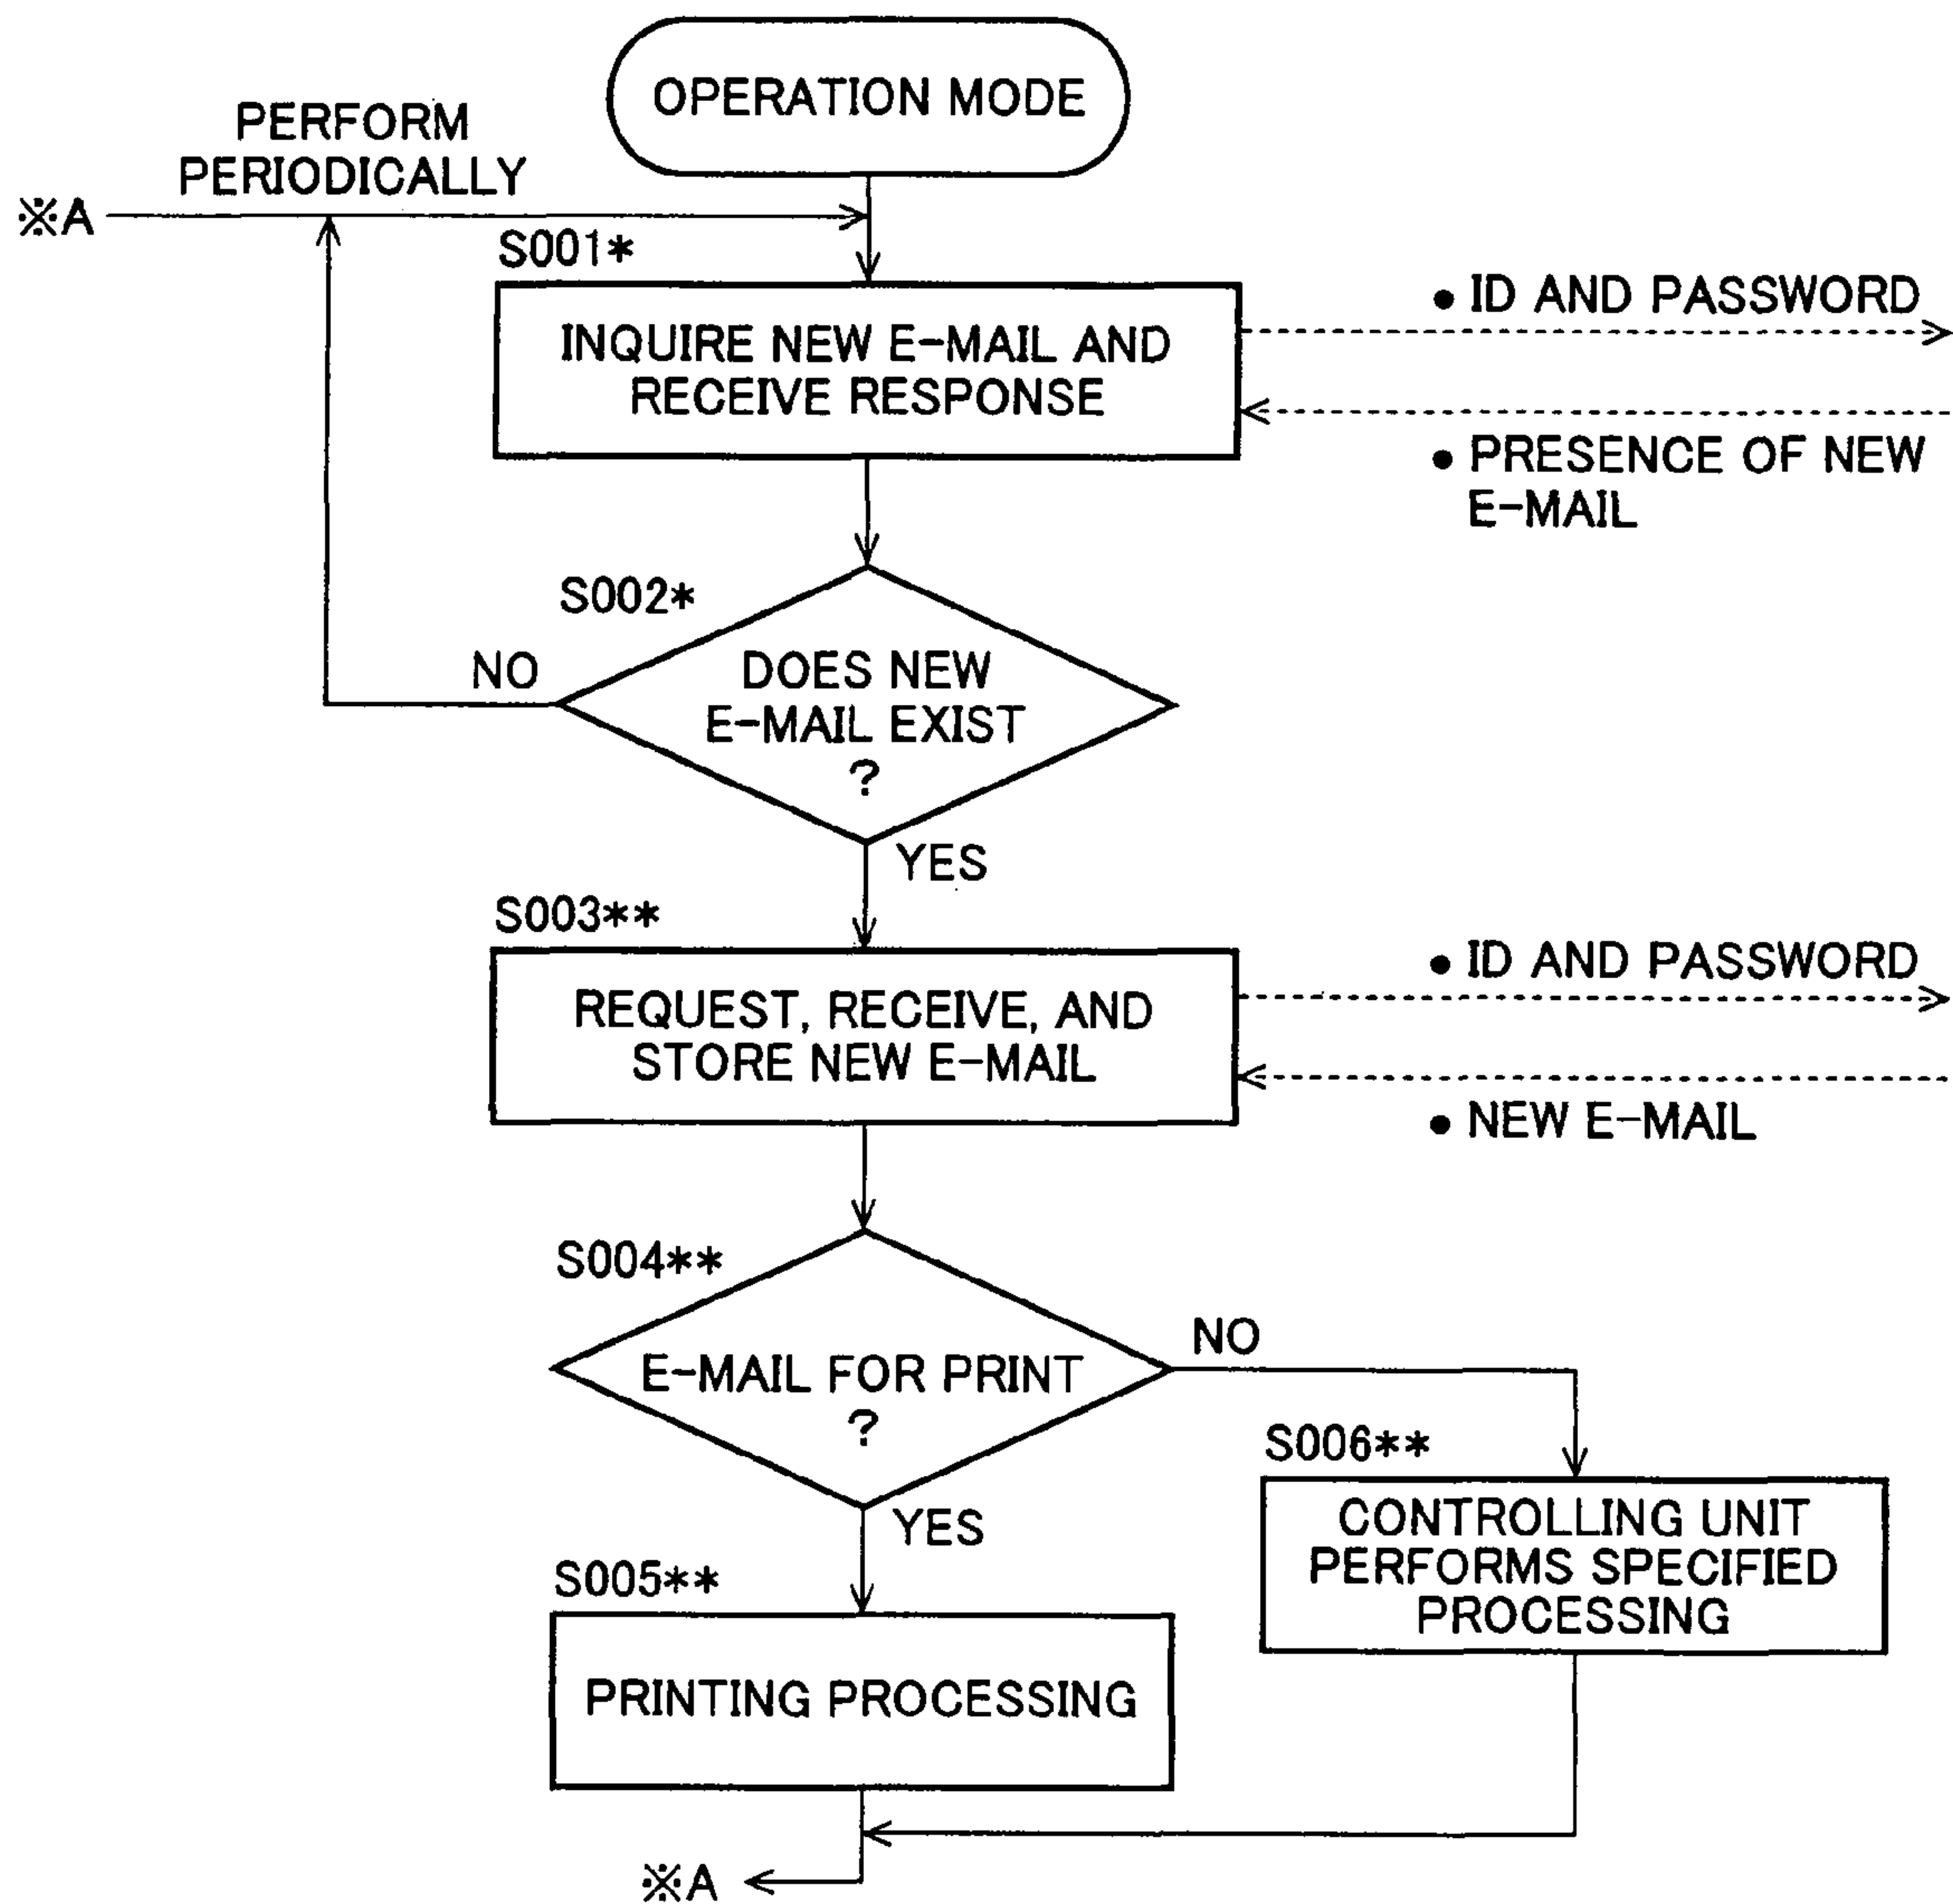 OPERATION MODE
PERFORM
PERIODICALLY
※A
S001*
INQUIRE NEW E-MAIL AND
RECEIVE RESPONSE
• ID AND PASSWORD
• PRESENCE OF NEW
E-MAIL
S002*
DOES NEW
E-MAIL EXIST
?
NO
YES
S003**
REQUEST, RECEIVE, AND
STORE NEW E-MAIL
• ID AND PASSWORD
• NEW E-MAIL
S004**
E-MAIL FOR PRINT
?
NO
YES
S006**
CONTROLLING UNIT
PERFORMS SPECIFIED
PROCESSING
S005**
PRINTING PROCESSING
※A